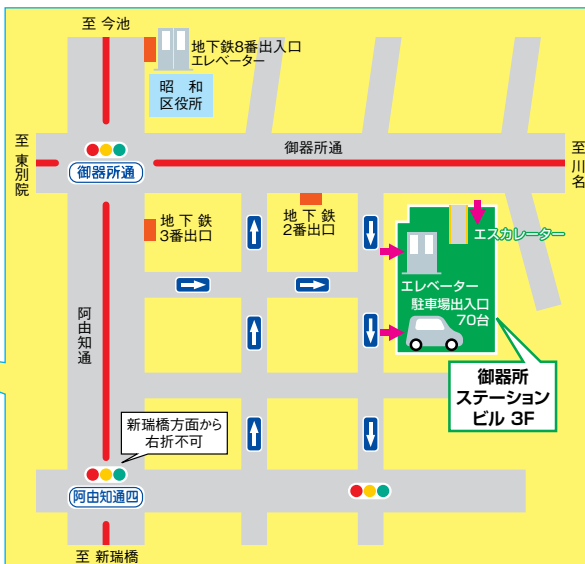 至 今池
地下鉄8番出入口
エレベーター
昭 和
区役所
至 東別院
御器所通
御器所通
至 川名
地 下 鉄
3番出口
地 下 鉄
2番出口
エスカレーター
エレベーター
駐車場出入口
70台
阿由知通
御器所
ステーション
ビル 3F
新瑞橋方面から
右折不可
阿由知通四
至 新瑞橋